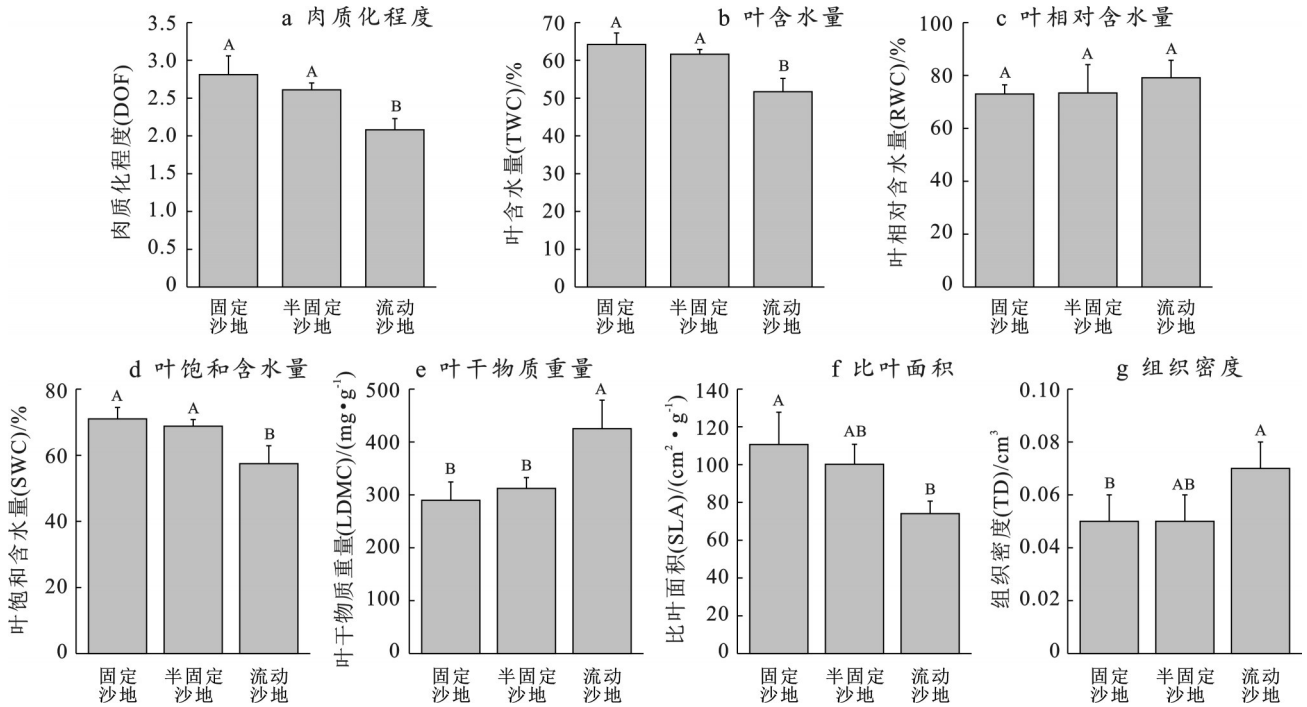 a 肉质化程度
肉质化程度(DOF)
3.5
3.0
2.5
2.0
1.5
1.0
0.5
0
A
A
B
固定
沙地
半固定
沙地
流动
沙地
b 叶含水量
叶含水量(TWC)/%
70
60
50
40
30
20
10
0
A
A
B
固定
沙地
半固定
沙地
流动
沙地
c 叶相对含水量
叶相对含水量(RWC)/%
100
80
60
40
20
0
A
A
A
固定
沙地
半固定
沙地
流动
沙地
d 叶饱和含水量
叶饱和含水量(SWC)/%
80
60
40
20
0
A
A
B
固定
沙地
半固定
沙地
流动
沙地
e 叶干物质重量
叶干物质重量(LDMC)/(mg•g⁻¹)
500
400
300
300
100
0
B
B
A
固定
沙地
半固定
沙地
流动
沙地
f 比叶面积
比叶面积(SLA)/(cm²•g⁻¹)
140
120
100
80
60
40
20
0
A
AB
B
固定
沙地
半固定
沙地
流动
沙地
g 组织密度
组织密度(TD)/cm³
0.10
0.08
0.06
0.04
0.02
0.00
B
AB
A
固定
沙地
半固定
沙地
流动
沙地